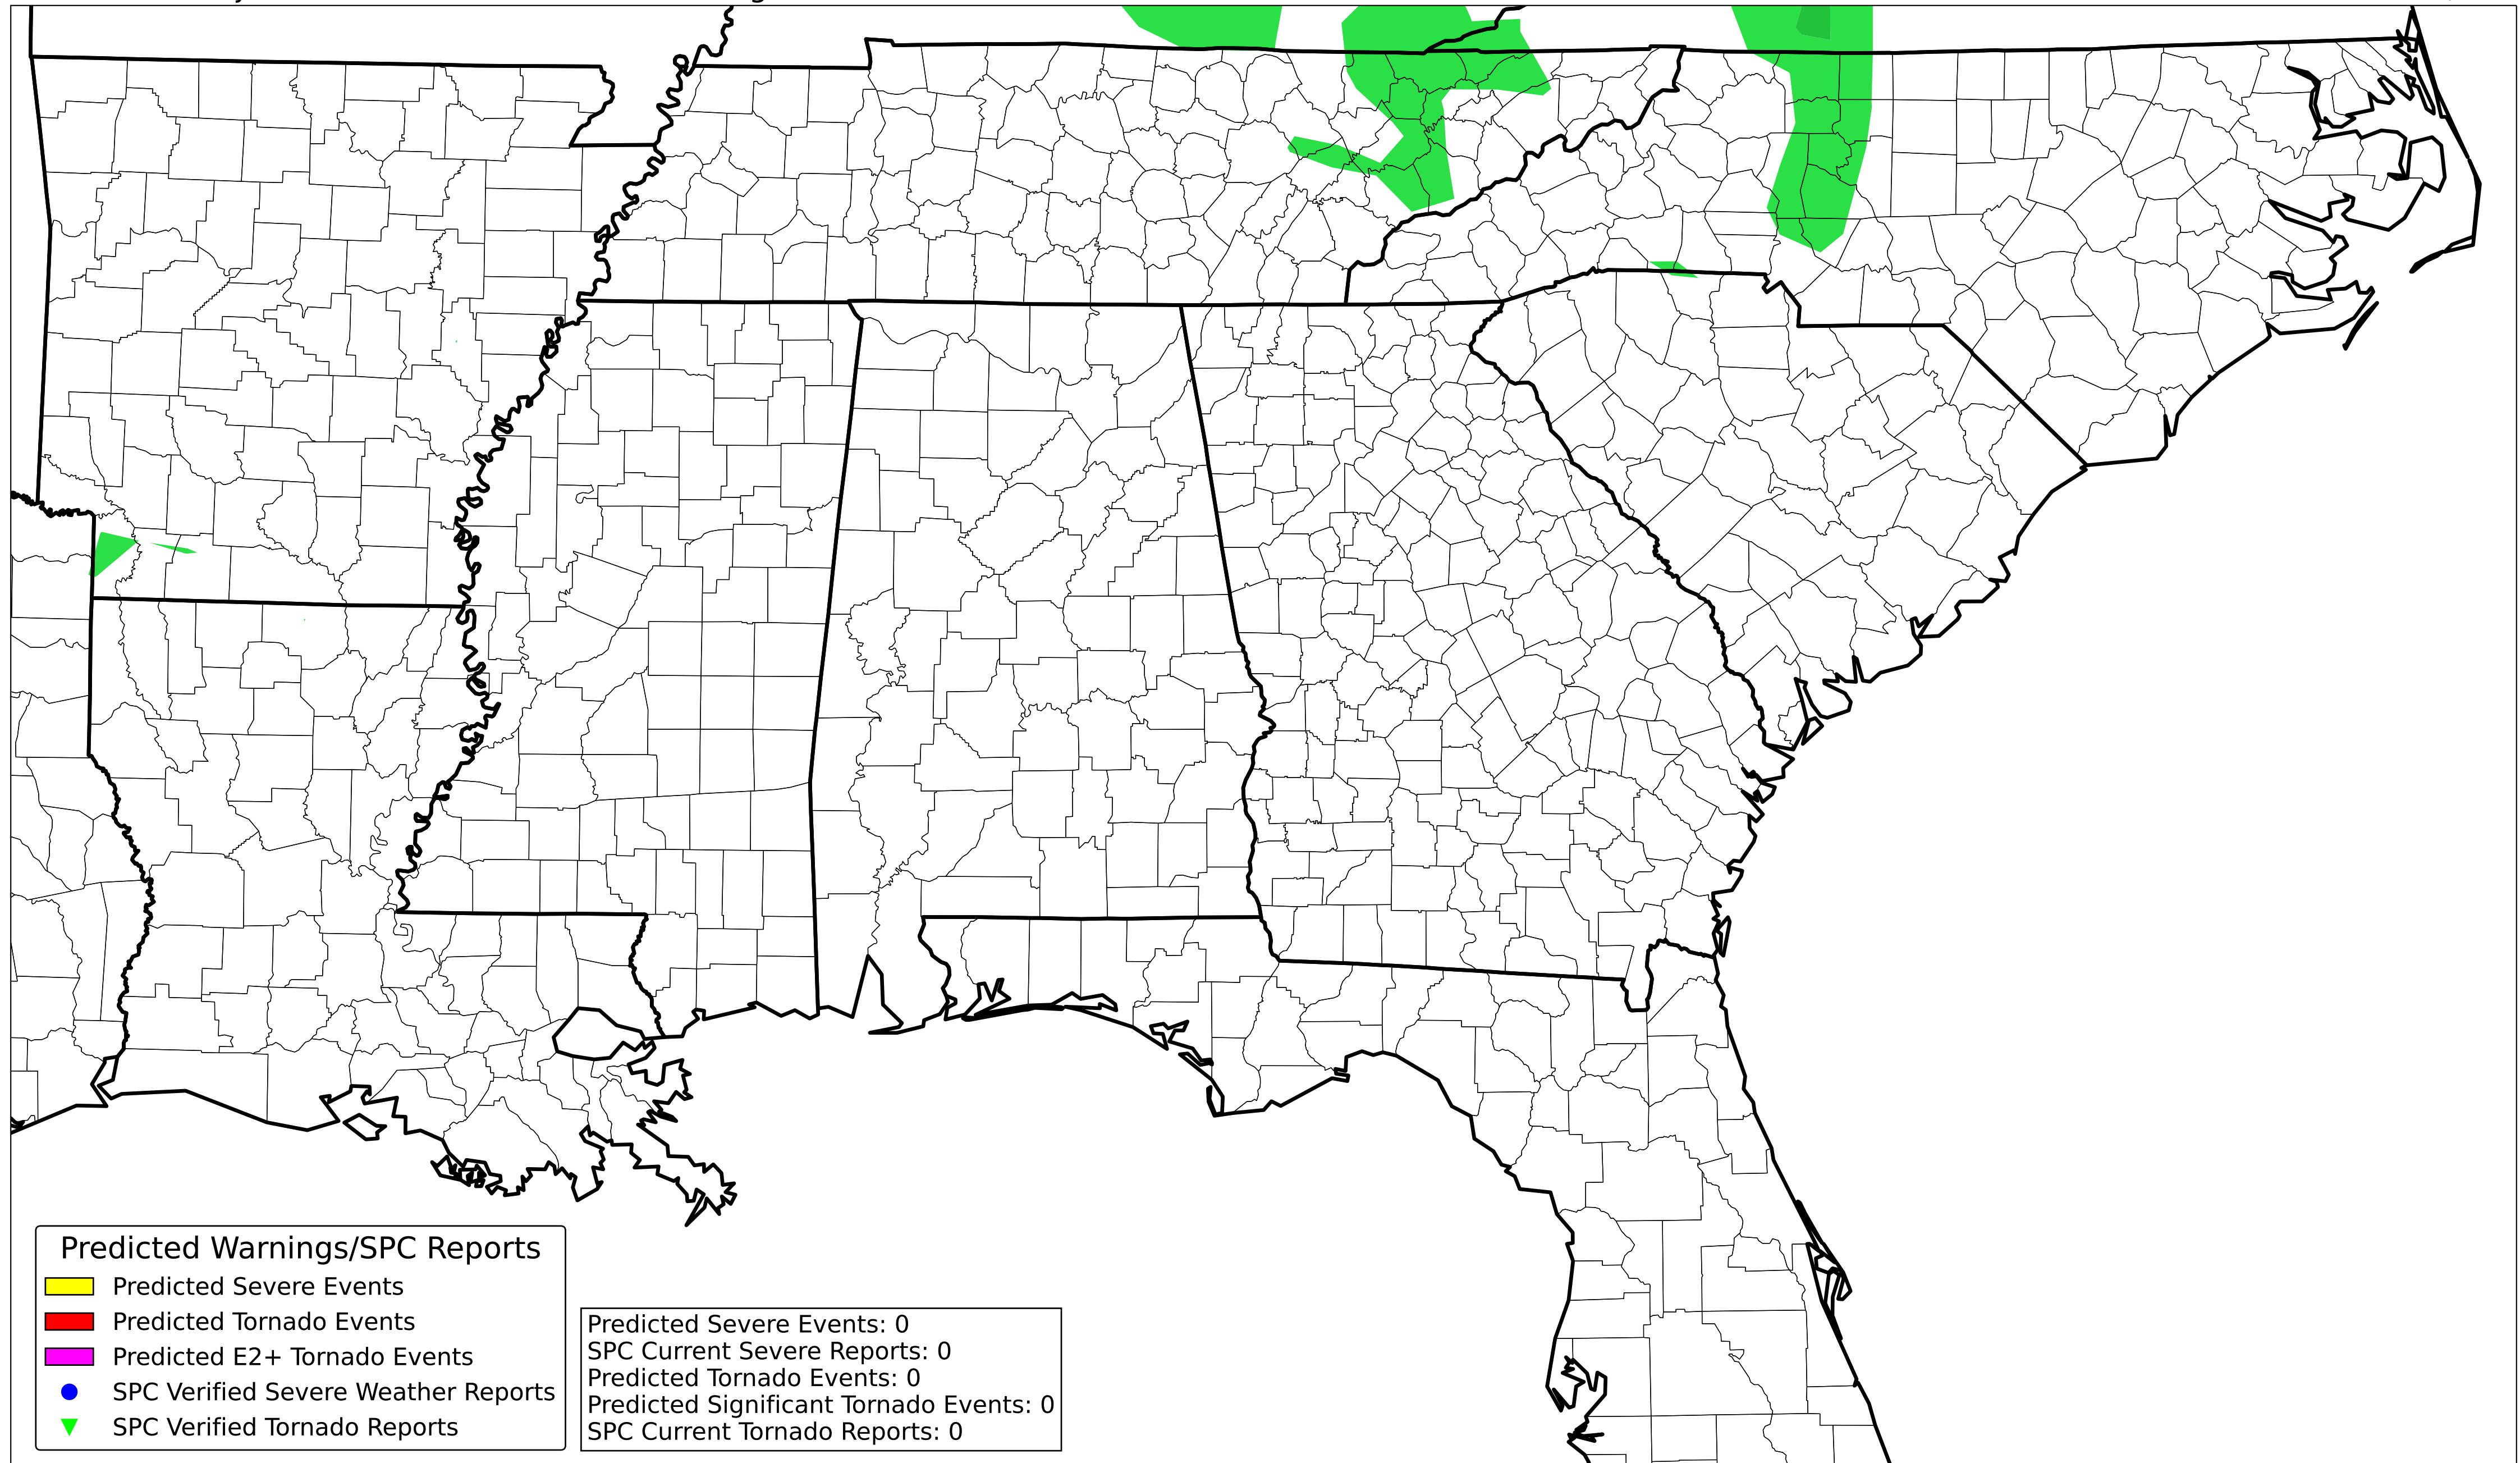 Predicted Warnings/SPC Reports
Predicted Severe Events
Predicted Tornado Events
Predicted E2+ Tornado Events
SPC Verified Severe Weather Reports
SPC Verified Tornado Reports
Predicted Severe Events: 0
SPC Current Severe Reports: 0
Predicted Tornado Events: 0
Predicted Significant Tornado Events: 0
SPC Current Tornado Reports: 0